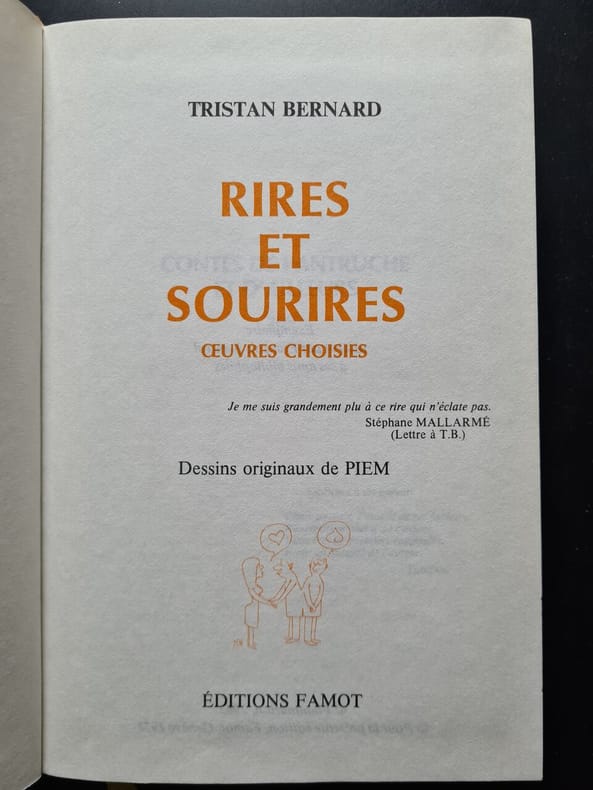 TRISTAN BERNARD
RIRES
ET
SOURIRES
ŒUVRES CHOISIES
Je me suis grandement plu à ce rire qui n'éclate pas.
Stéphane MALLARMÉ
(Lettre à T.B.)
Dessins originaux de PIEM
ÉDITIONS FAMOT